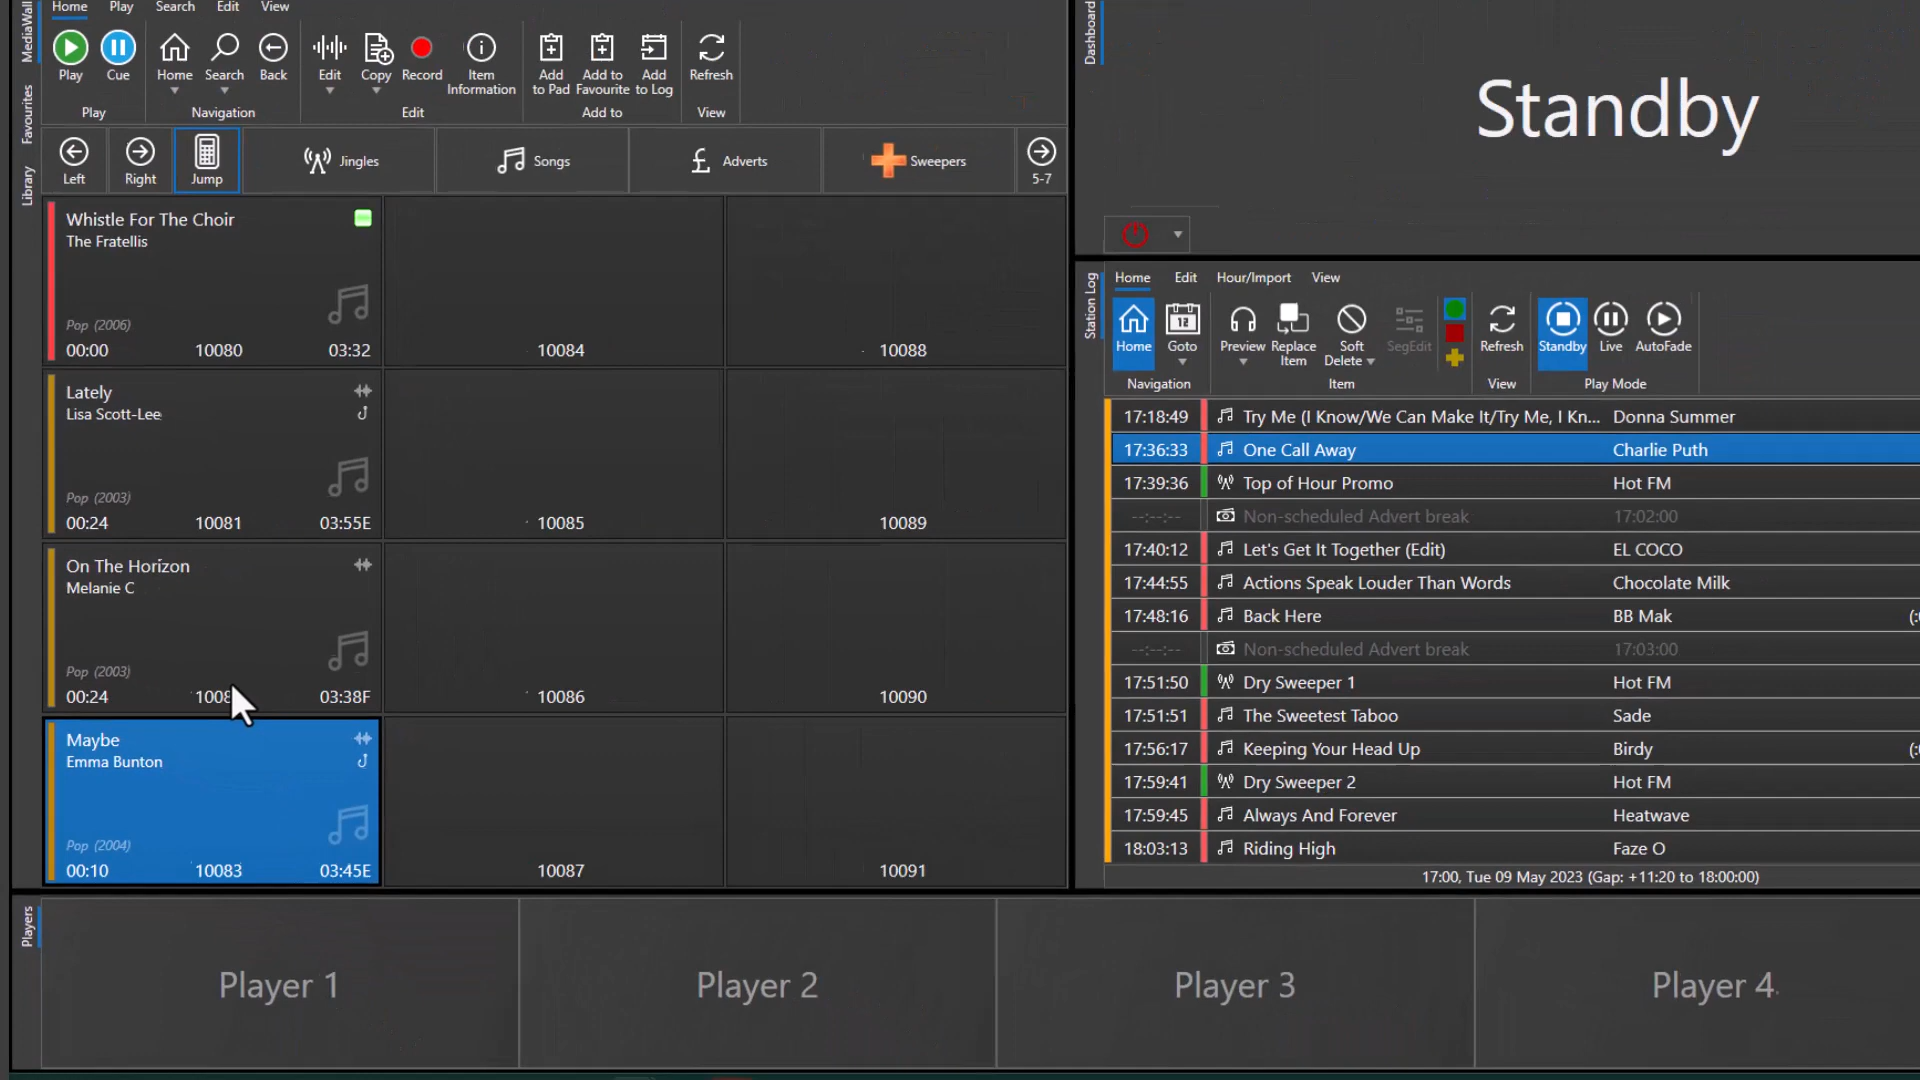 MediaWall
Favourites
Library
Home Play Search Edit View
Play Cue Home Search Back Edit Copy Record Item Information Add to Pad Add to Favourite Add to Log Refresh
Play Navigation Edit Add to View
Left Right Jump Jingles Songs Adverts Sweepers 5-7
Whistle For The Choir
The Fratellis
Pop (2006)
00:00 10080 03:32
10084
10088
Lately
Lisa Scott-Lee
Pop (2003)
00:24 10081 03:55E
10085
10089
On The Horizon
Melanie C
Pop (2003)
00:24 1008 03:38F
10086
10090
Maybe
Emma Bunton
Pop (2004)
00:10 10083 03:45E
10087
10091
Dashboard
Standby
Station Log
Home Edit Hour/Import View
12
Home Goto Preview Replace Item Soft Delete SegEdit Refresh Standby Live AutoFade
Navigation Item View Play Mode
17:18:49 Try Me (I Know/We Can Make It/Try Me, I Kn... Donna Summer
17:36:33 One Call Away Charlie Puth
17:39:36 Top of Hour Promo Hot FM
--:--:-- Non-scheduled Advert break 17:02:00
17:40:12 Let's Get It Together (Edit) EL COCO
17:44:55 Actions Speak Louder Than Words Chocolate Milk
17:48:16 Back Here BB Mak
--:--:-- Non-scheduled Advert break 17:03:00
17:51:50 Dry Sweeper 1 Hot FM
17:51:51 The Sweetest Taboo Sade
17:56:17 Keeping Your Head Up Birdy
17:59:41 Dry Sweeper 2 Hot FM
17:59:45 Always And Forever Heatwave
18:03:13 Riding High Faze O
17:00, Tue 09 May 2023 (Gap: +11:20 to 18:00:00)
Players
Player 1 Player 2 Player 3 Player 4